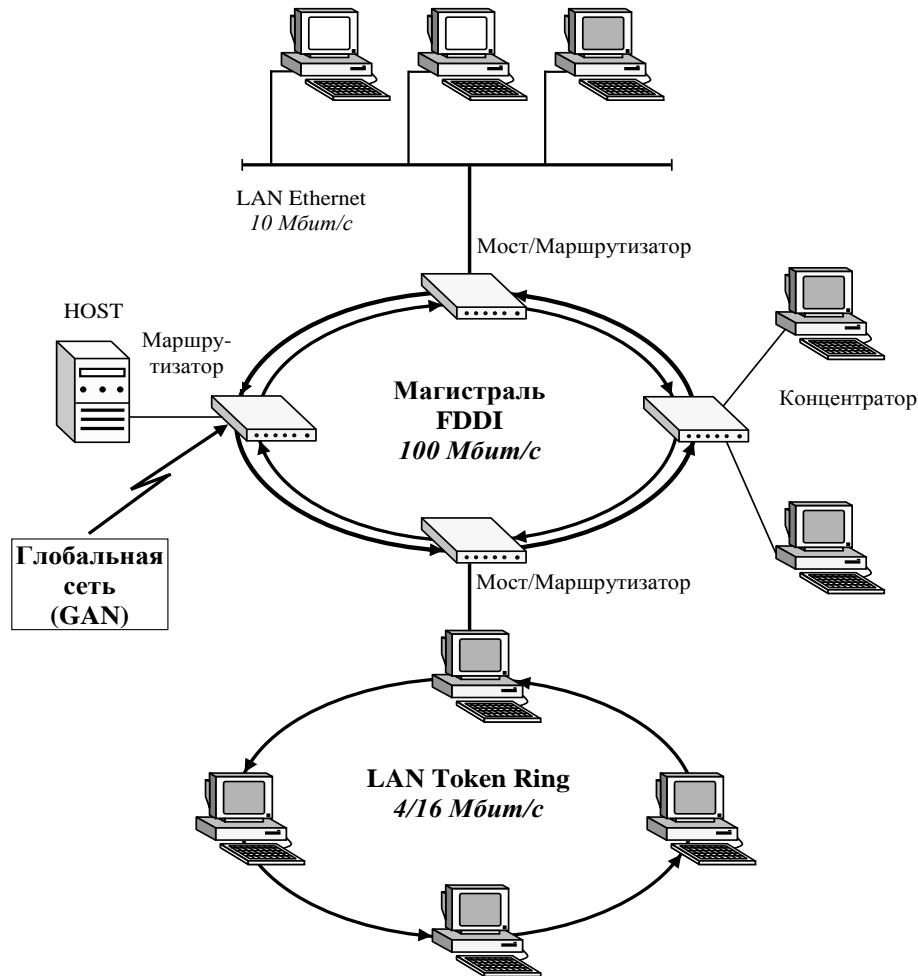 LAN Ethernet
10 Мбит/с
Мост/Маршрутизатор
HOST
Маршру-
тизатор
Магистраль
FDDI
100 Мбит/с
Концентратор
Глобальная
сеть
(GAN)
Мост/Маршрутизатор
LAN Token Ring
4/16 Мбит/с